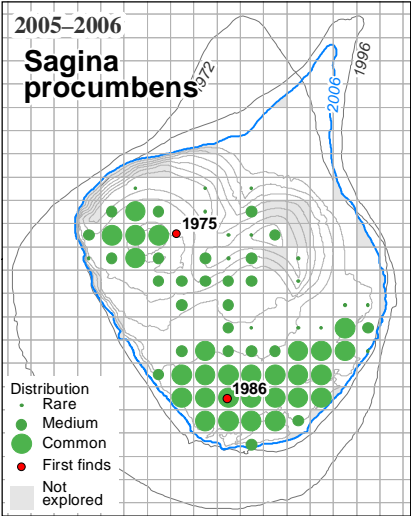 2005–2006
Sagina
procumbens
1972
1996
2006
1975
1986
Distribution
Rare
Medium
Common
First finds
Not
explored